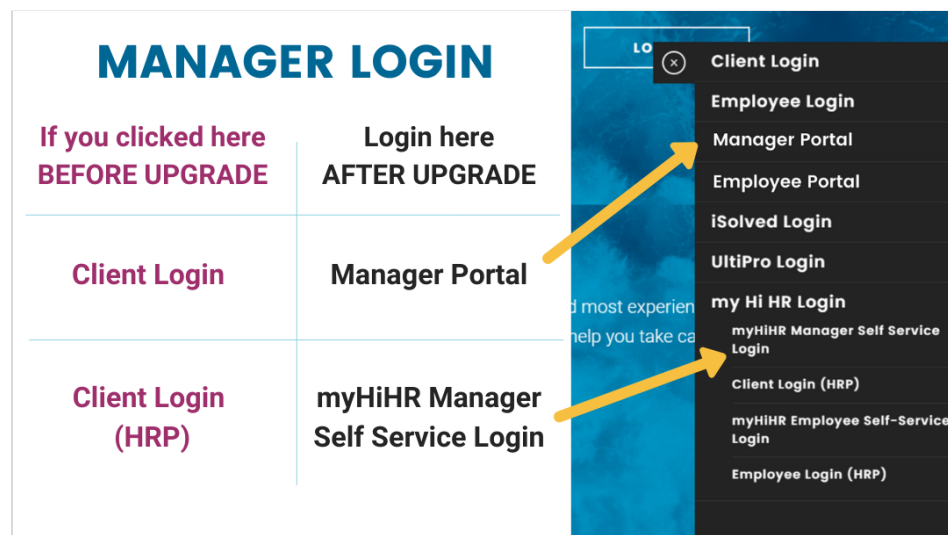 MANAGER LOGIN
If you clicked here
BEFORE UPGRADE
Login here
AFTER UPGRADE
Client Login
Manager Portal
Client Login
(HRP)
myHiHR Manager
Self Service Login
LO
Client Login
Employee Login
Manager Portal
Employee Portal
iSolved Login
UltiPro Login
my Hi HR Login
myHiHR Manager Self Service
Login
Client Login (HRP)
myHiHR Employee Self-Service
Login
Employee Login (HRP)
d most experien
help you take ca